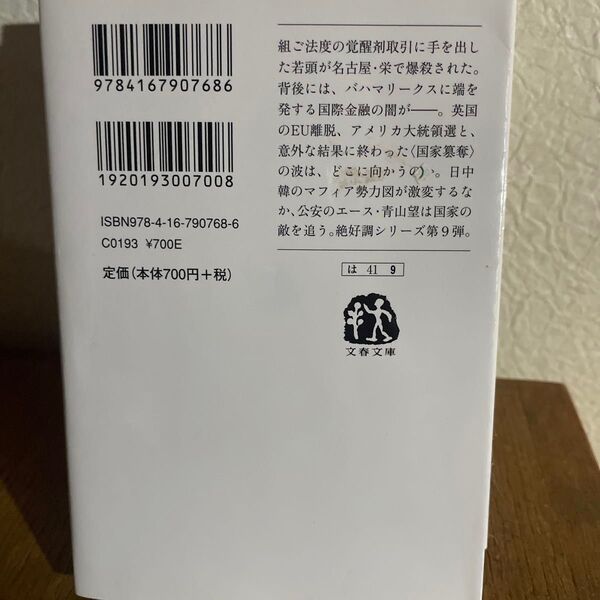 9784167907686
1920193007008
ISBN978-4-16-790768-6
C0193 ¥700E
定価(本体700円+税)
組ご法度の覚醒剤取引に手を出し
た若頭が名古屋・栄で爆殺された。
背後には、バハマリークスに端を
発する国際金融の闇が――。英国
のEU離脱、アメリカ大統領選と、
意外な結果に終わった〈国家簒奪〉
の波は、どこに向かうの 。日中
韓のマフィア勢力図が激変するな
か、公安のエース・青山望は国家の
敵を追う。絶好調シリーズ第9弾。
は 41 9
文春文庫